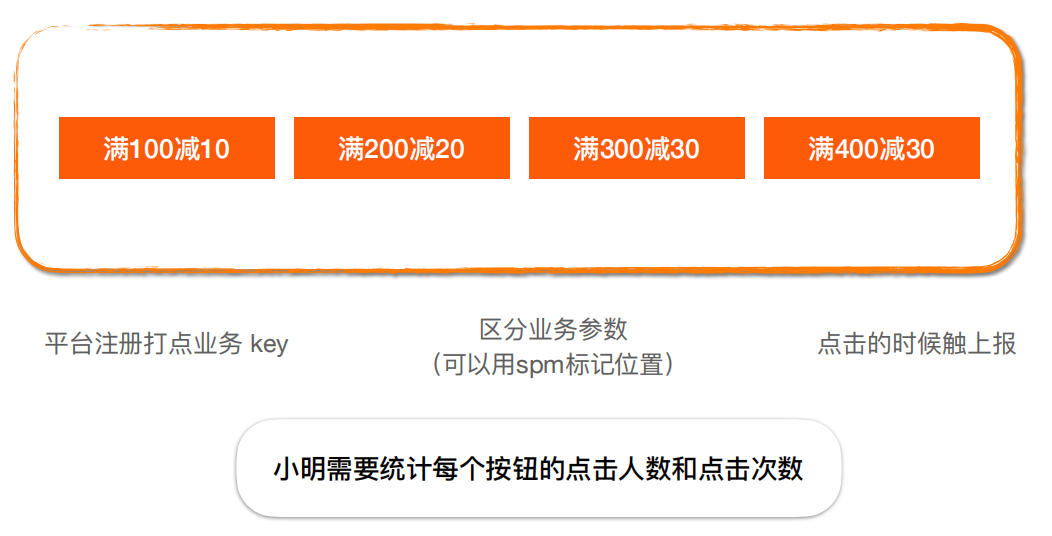 满100减10
满200减20
满300减30
满400减30
平台注册打点业务 key
区分业务参数
（可以用spm标记位置）
点击的时候触上报
小明需要统计每个按钮的点击人数和点击次数